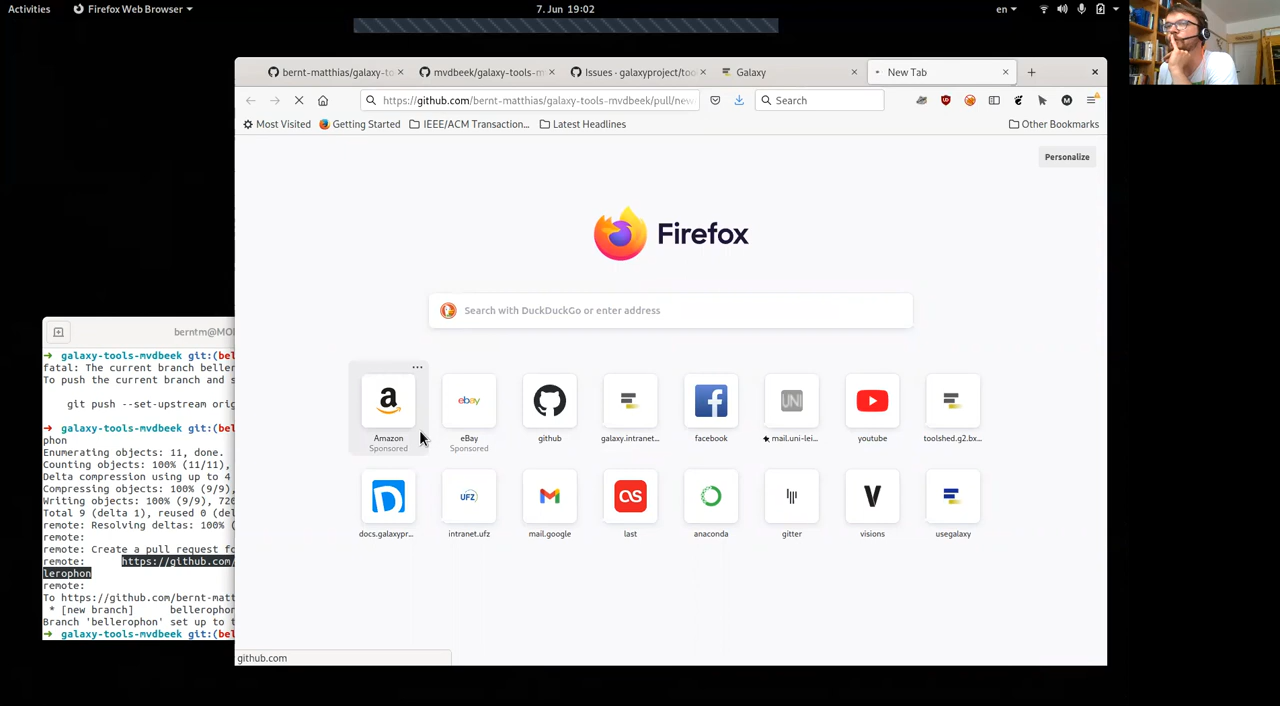 Activities
Firefox Web Browser
7. Jun 19:02
en
bernt-matthias/galaxy-to
mvdbeek/galaxy-tools-m
Issues · galaxyproject/too
Galaxy
New Tab
https://github.com/bernt-matthias/galaxy-tools-mvdbeek/pull/new
Search
Most Visited
Getting Started
IEEE/ACM Transaction...
Latest Headlines
Other Bookmarks
Personalize
Firefox
Search with DuckDuckGo or enter address
Amazon
Sponsored
eBay
Sponsored
github
galaxy.intranet...
facebook
mail.uni-lei...
youtube
toolshed.g2.bx...
docs.galaxypr...
intranet.ufz
mail.google
last
anaconda
gitter
visions
usegalaxy
github.com
berntm@MO
galaxy-tools-mvdbeek git:(bel
fatal: The current branch beller
To push the current branch and s
git push --set-upstream orig
galaxy-tools-mvdbeek git:(bel
phon
Enumerating objects: 11, done.
Counting objects: 100% (11/11),
Delta compression using up to 4
Compressing objects: 100% (9/9),
Writing objects: 100% (9/9), 720
Total 9 (delta 1), reused 0 (del
remote: Resolving deltas: 100% (
remote:
remote: Create a pull request fo
remote: https://github.com/
lerophon
remote:
To https://github.com/bernt-matt
* [new branch] bellerophon
Branch 'bellerophon' set up to t
galaxy-tools-mvdbeek git:(bel